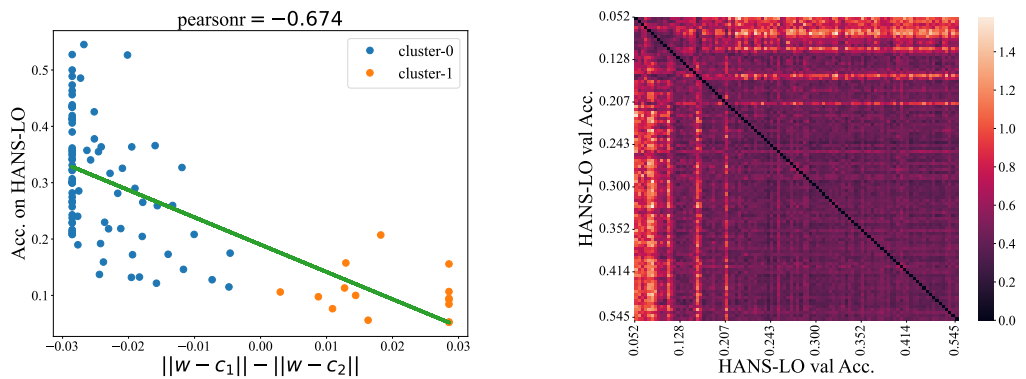 pearsonr = −0.674
cluster-0
cluster-1
Acc. on HANS-LO
0.5
0.4
0.3
0.2
0.1
−0.03 −0.02 −0.01 0.00 0.01 0.02 0.03
||w − c₁|| − ||w − c₂||
HANS-LO val Acc.
0.052
0.128
0.207
0.243
0.300
0.352
0.414
0.545
0.052 0.128 0.207 0.243 0.300 0.352 0.414 0.545
HANS-LO val Acc.
1.4
1.2
1.0
0.8
0.6
0.4
0.2
0.0